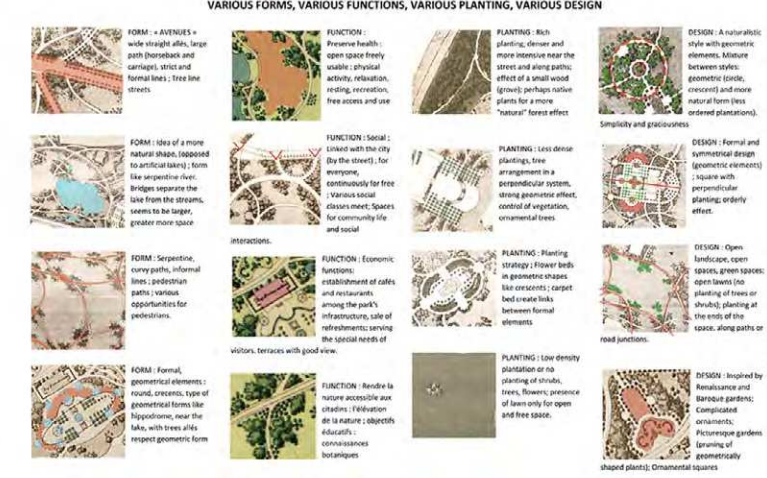 VARIOUS FORMS, VARIOUS FUNCTIONS, VARIOUS PLANTING, VARIOUS DESIGN
FORM : « AVENUES »
wide straight allés, large
path (horseback and
carriage), strict and
formal lines ; Tree line
streets
FORM : Idea of a more
natural shape, (opposed
to artificial lakes) ; form
like serpentine river.
Bridges separate the
lake from the streams,
seems to be larger,
greater more space
FORM : Serpentine,
curvy paths, informal
lines ; pedestrian
paths ; various
opportunities for
pedestrians.
FORM : Formal,
geometrical elements :
round, crecents, type of
geometrical forms like
hippodrome, near the
lake, with trees allés
respect geometric form
FUNCTION :
Preserve health :
open space freely
usable ; physical
activity, relaxation,
resting, recreation,
free access and use
FUNCTION : Social ;
Linked with the city
(by the street) ; for
everyone,
continuously for free
; Various social
classes meet; Spaces
for community life
and social
interactions.
FUNCTION : Economic
functions:
establishment of cafés
and restaurants
among the park's
infrastructure, sale of
refreshments; serving
the special needs of
visitors. terraces with good view.
FUNCTION : Rendre la
nature accessible aux
citadins : l'élévation
de la nature ; objectifs
éducatifs :
connaissances
botaniques
PLANTING : Rich
planting; denser and
more intensive near the
street and along paths;
effect of a small wood
(grove); perhaps native
plants for a more
"natural" forest effect
PLANTING : Less dense
plantings, tree
arrangement in a
perpendicular system,
strong geometric effect,
control of vegetation,
ornamental trees
PLANTING : Planting
strategy ; Flower beds
in geometric shapes
like crescents ; carpet
bed create links
between formal
elements
PLANTING : Low density
plantation or no
planting of shrubs,
trees, flowers; presence
of lawn only for open
and free space.
DESIGN : A naturalistic
style with geometric
elements. Mixture
between styles:
geometric (circle,
crescent) and more
natural form (less
ordered plantations).
Simplicity and graciousness
DESIGN : Formal and
symmetrical design
(geometric elements)
; square with
perpendicular
planting; orderly
effect.
DESIGN : Open
landscape, open
spaces, green spaces;
open lawns (no
planting of trees or
shrubs); planting at
the ends of the
space, along paths or
road junctions.
DESIGN : Inspired by
Renaissance and
Baroque gardens;
Complicated
ornaments;
Picturesque gardens
(pruning of
geometrically
shaped plants); Ornamental squares